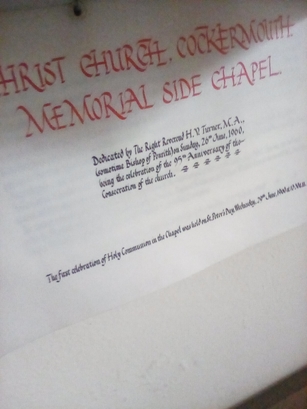 HRIST CHURCH, COCKERMOUTH
MEMORIAL SIDE CHAPEL.
Dedicated by The Right Reverend H. V. Turner, M.A.,
(sometime Bishop of Penrith) on Sunday, 26th June, 1960,
being the celebration of the 95th Anniversary of the
Consecration of the church.
The first celebration of Holy Communion in the Chapel was held on St. Peter's Day, Wednesday, 29th June, 1960 at